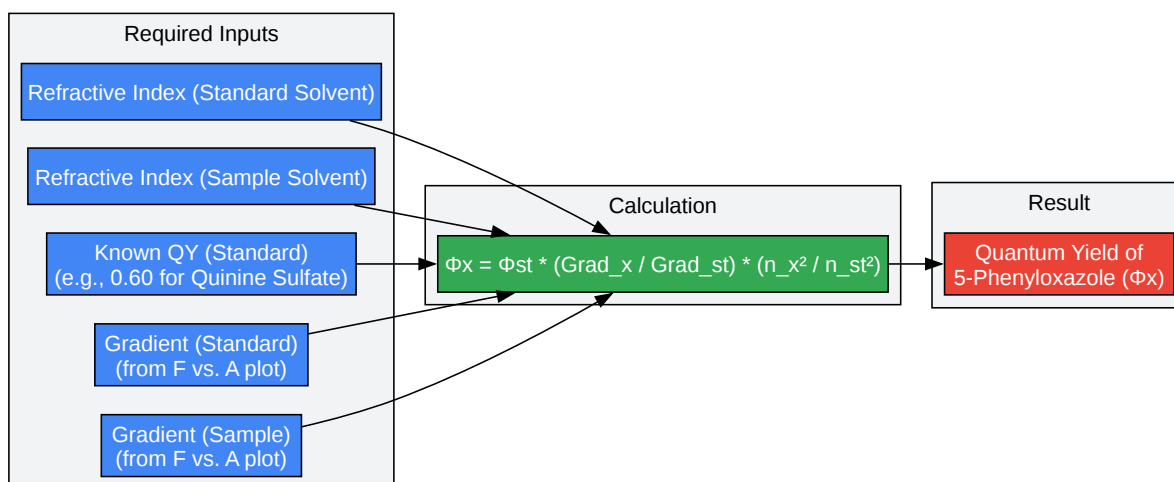 Required Inputs
Refractive Index (Standard Solvent)
Refractive Index (Sample Solvent)
Known QY (Standard)
(e.g., 0.60 for Quinine Sulfate)
Gradient (Standard)
(from F vs. A plot)
Gradient (Sample)
(from F vs. A plot)
Calculation
Φx = Φst * (Grad_x / Grad_st) * (n_x² / n_st²)
Result
Quantum Yield of
5-Phenyloxazole (Φx)